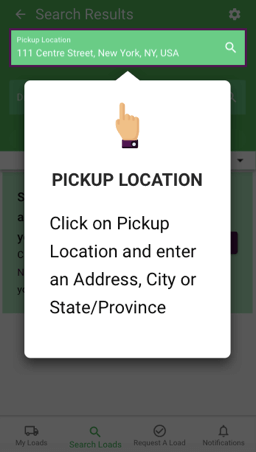 Search Results
Pickup Location
111 Centre Street, New York, NY, USA
PICKUP LOCATION
Click on Pickup
Location and enter
an Address, City or
State/Province
My Loads
Search Loads
Request A Load
Notifications